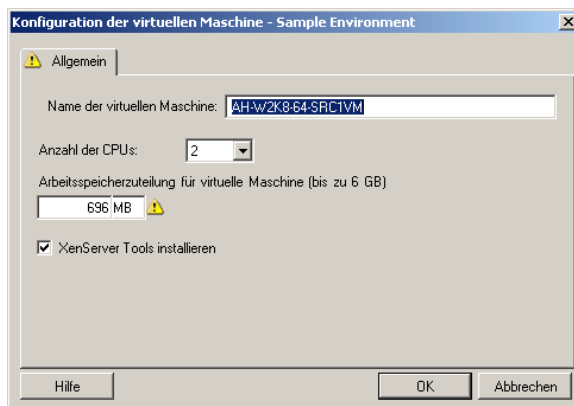 Konfiguration der virtuellen Maschine - Sample Environment
Allgemein
Name der virtuellen Maschine: AH-W2K8-64-SRC1VM
Anzahl der CPUs: 2
Arbeitsspeicherzuteilung für virtuelle Maschine (bis zu 6 GB)
696 MB
XenServer Tools installieren
Hilfe OK Abbrechen